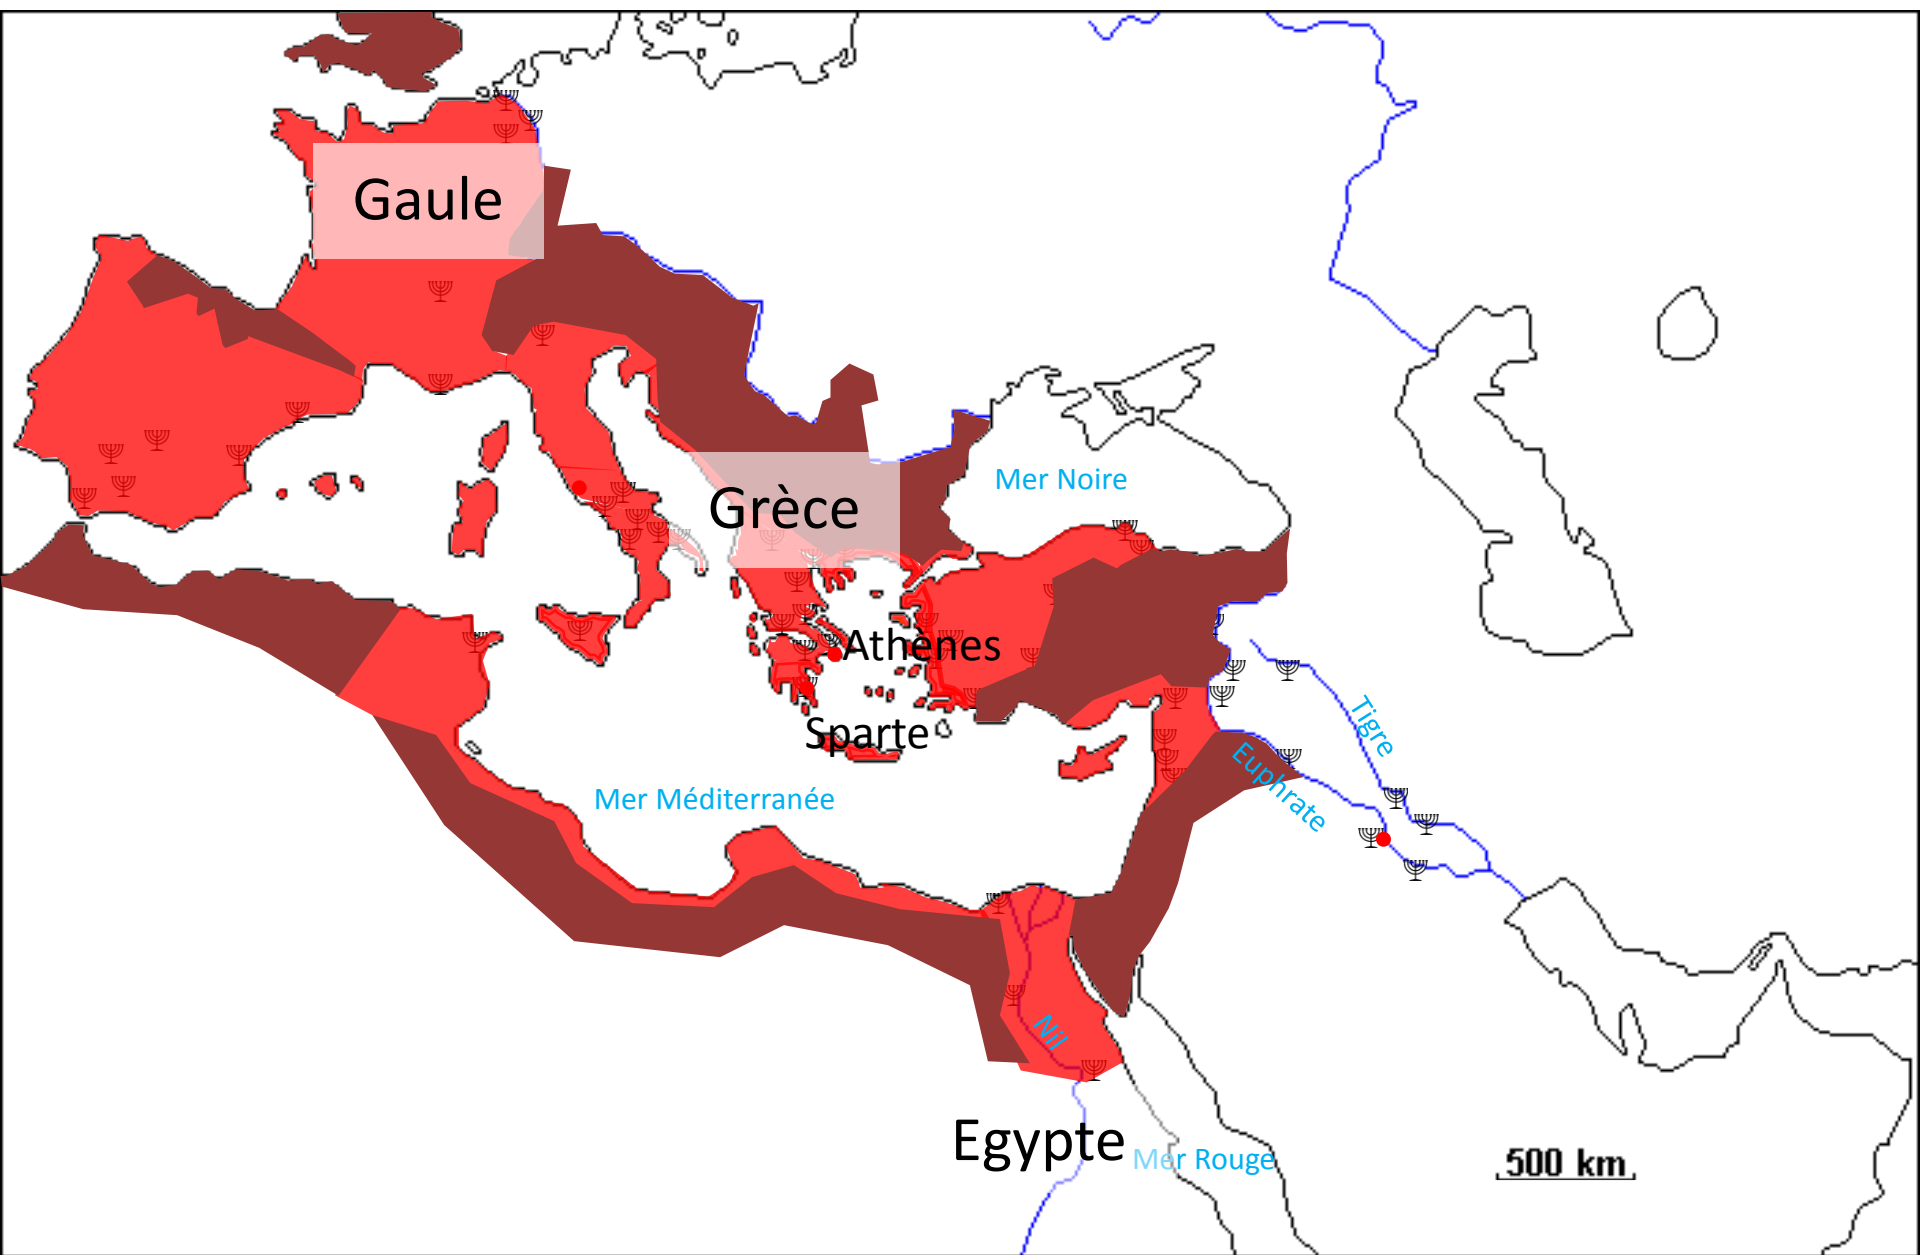 Gaule
Mer Noire
Grèce
Athènes
Sparte
Tigre
Euphrate
Mer Méditerranée
Nil
Egypte
Mer Rouge
500 km